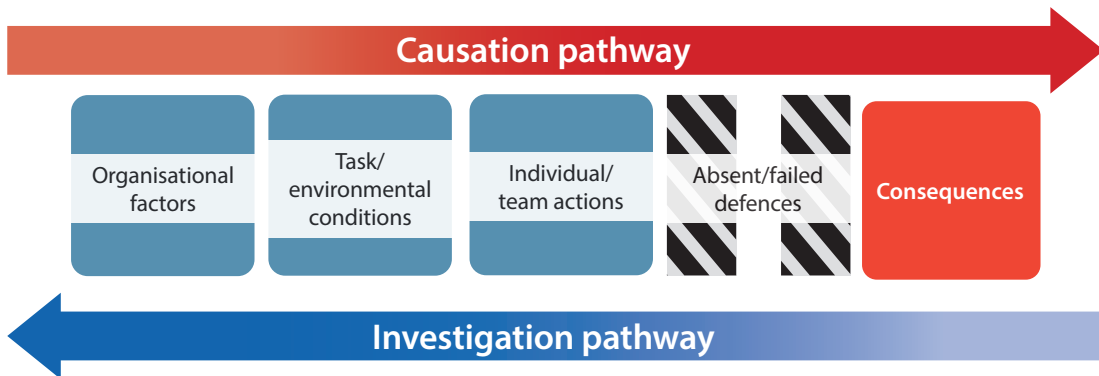 Causation pathway
Organisational
factors
Task/
environmental
conditions
Individual/
team actions
Absent/failed
defences
Consequences
Investigation pathway